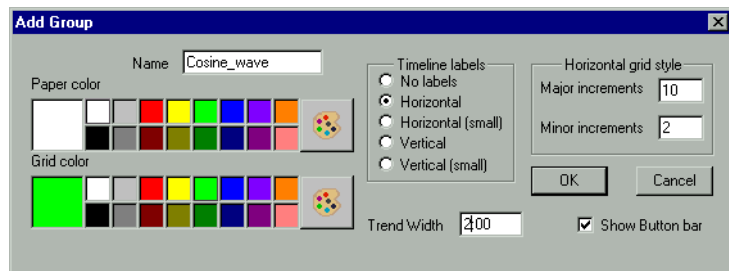 Add Group
Name Cosine_wave
Paper color
Grid color
Timeline labels
No labels
Horizontal
Horizontal (small)
Vertical
Vertical (small)
Horizontal grid style
Major increments 10
Minor increments 2
OK Cancel
Trend Width 2.00
Show Button bar